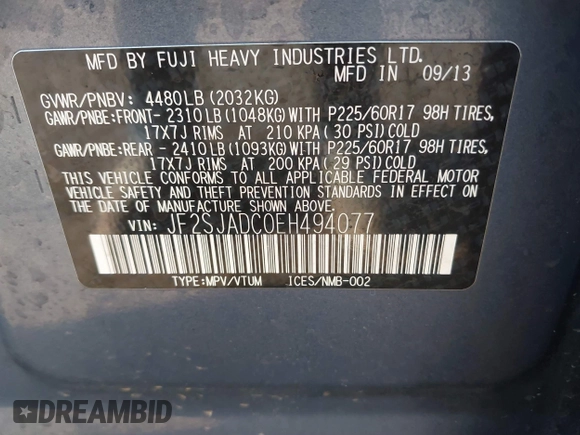 MFD BY FUJI HEAVY INDUSTRIES LTD.
MFD IN 09/13
GVWR/PNBV: 4480LB(2032KG)
GAWR/PNBE:FRONT- 2310LB(1048KG)WITH P225/60R17 98H TIRES,
17X7J RIMS AT 210 KPA( 30 PSI)COLD
GAWR/PNBE:REAR - 2410LB(1093KG)WITH P225/60R17 98H TIRES,
17X7J RIMS AT 200 KPA( 29 PSI)COLD
THIS VEHICLE CONFORMS TO ALL APPLICABLE FEDERAL MOTOR
VEHICLE SAFETY AND THEFT PREVENTION STANDARDS IN EFFECT
ON THE DATE OF MANUFACTURE SHOWN ABOVE.
VIN: JF2SJADC0EH494077
TYPE:MPV/VTUM ICES/NMB-002
DREAMBID